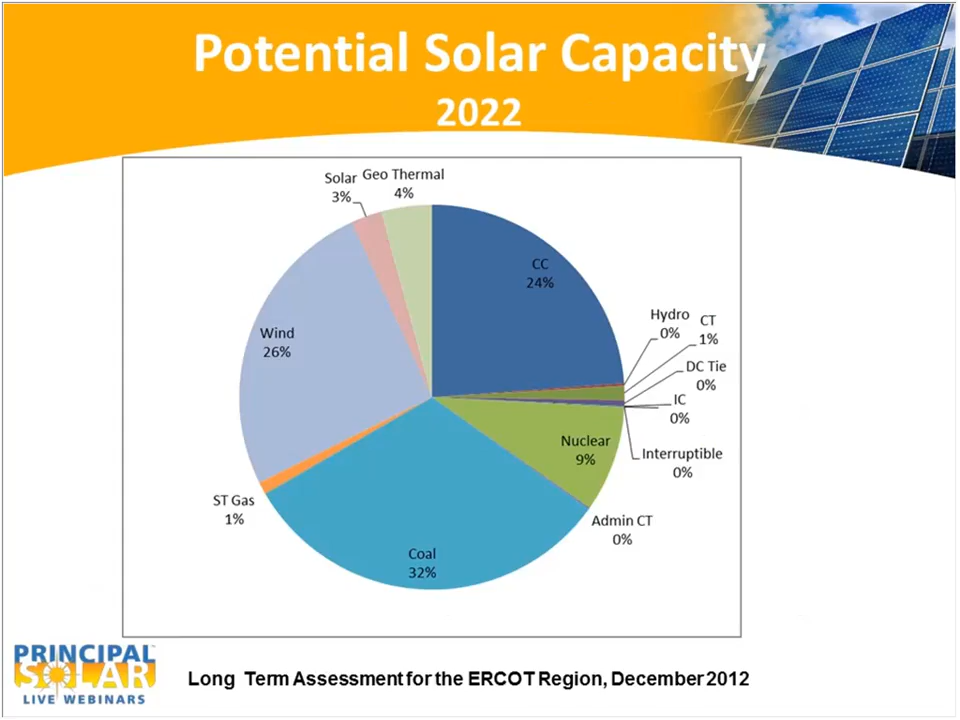 Potential Solar Capacity
2022
Solar
3%
Geo Thermal
4%
CC
24%
Hydro
0%
CT
1%
DC Tie
0%
IC
0%
Wind
26%
Nuclear
9%
Interruptible
0%
ST Gas
1%
Admin CT
0%
Coal
32%
PRINCIPAL
SOLAR
LIVE WEBINARS
Long Term Assessment for the ERCOT Region, December 2012